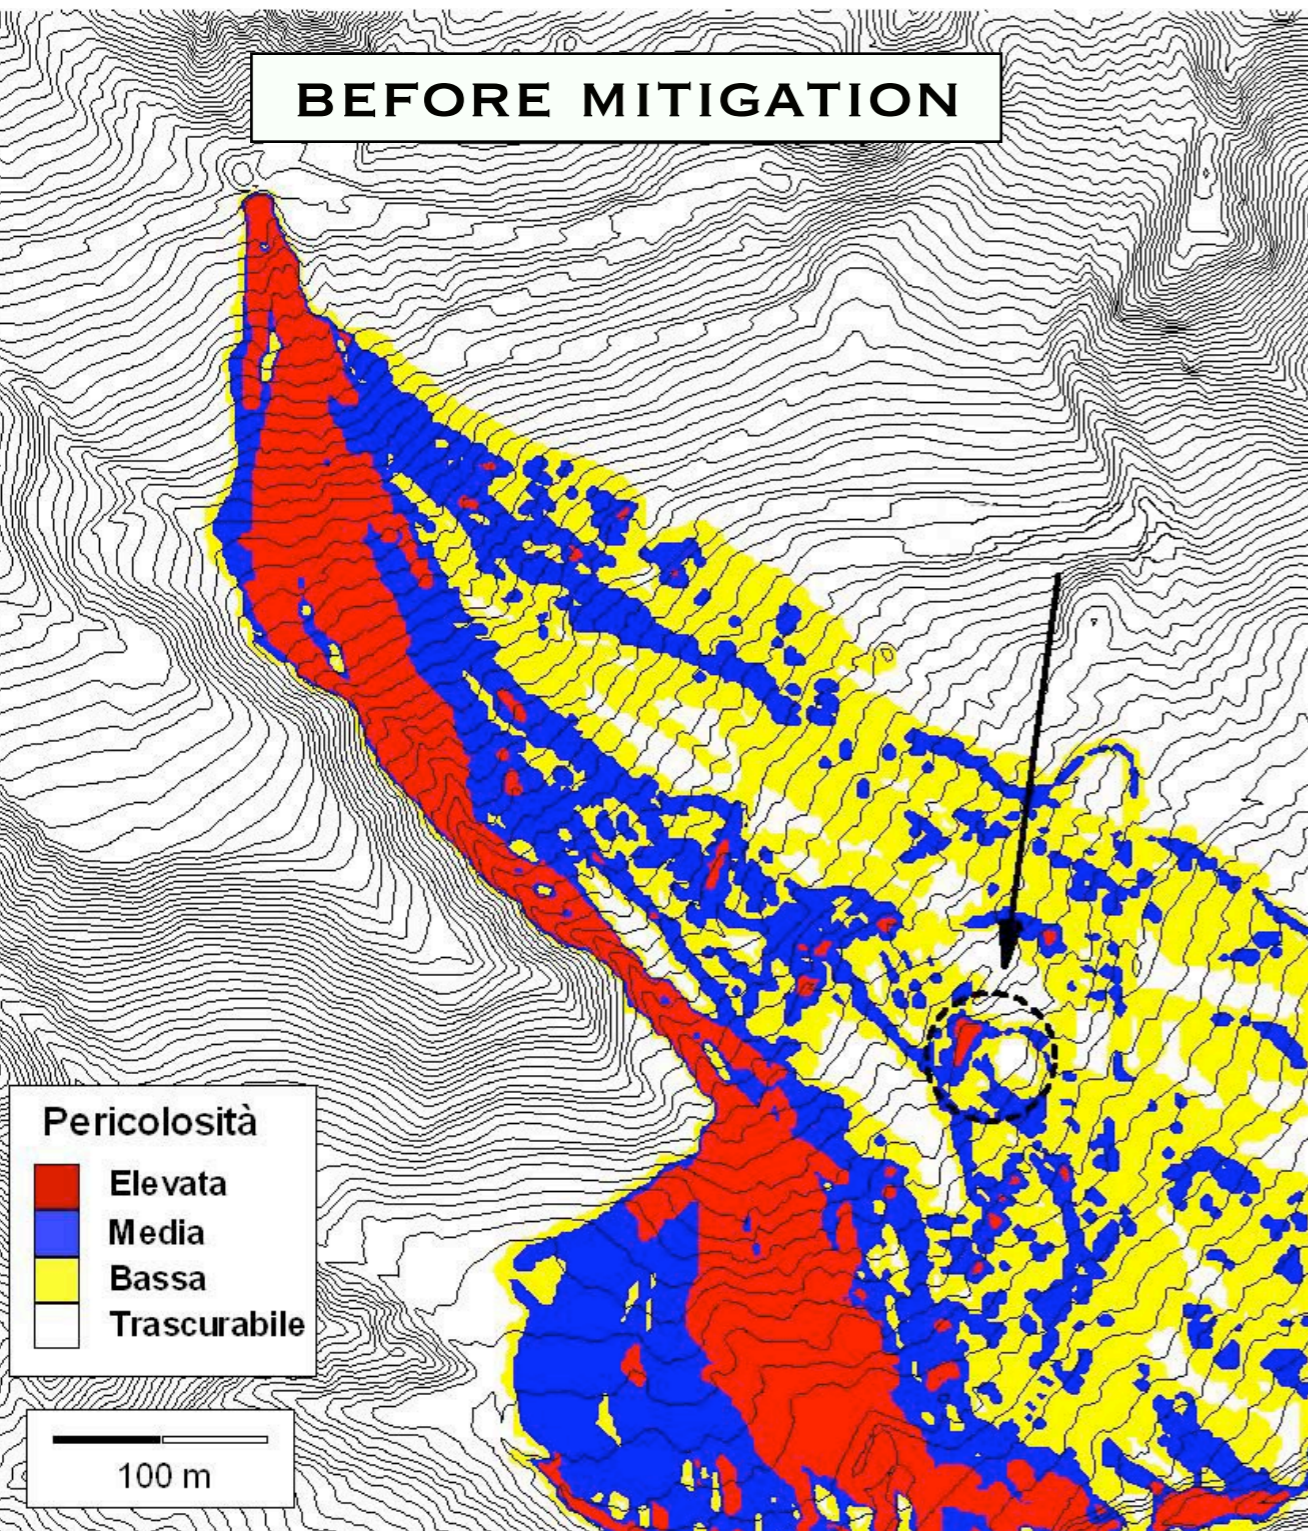 BEFORE MITIGATION
Pericolosità
Elevata
Media
Bassa
Trascurabile
100 m